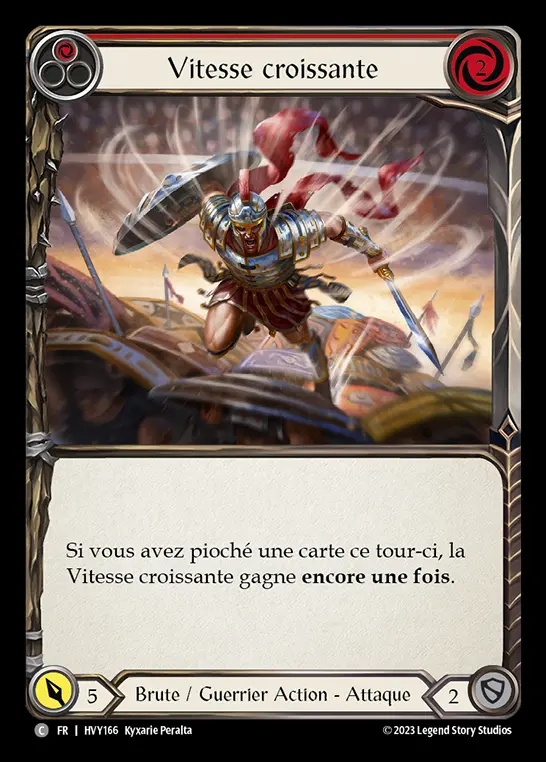 Vitesse croissante
2
Si vous avez pioché une carte ce tour-ci, la
Vitesse croissante gagne encore une fois.
5
Brute / Guerrier Action - Attaque
2
C FR | HVY166 Kyxarie Peralta
© 2023 Legend Story Studios